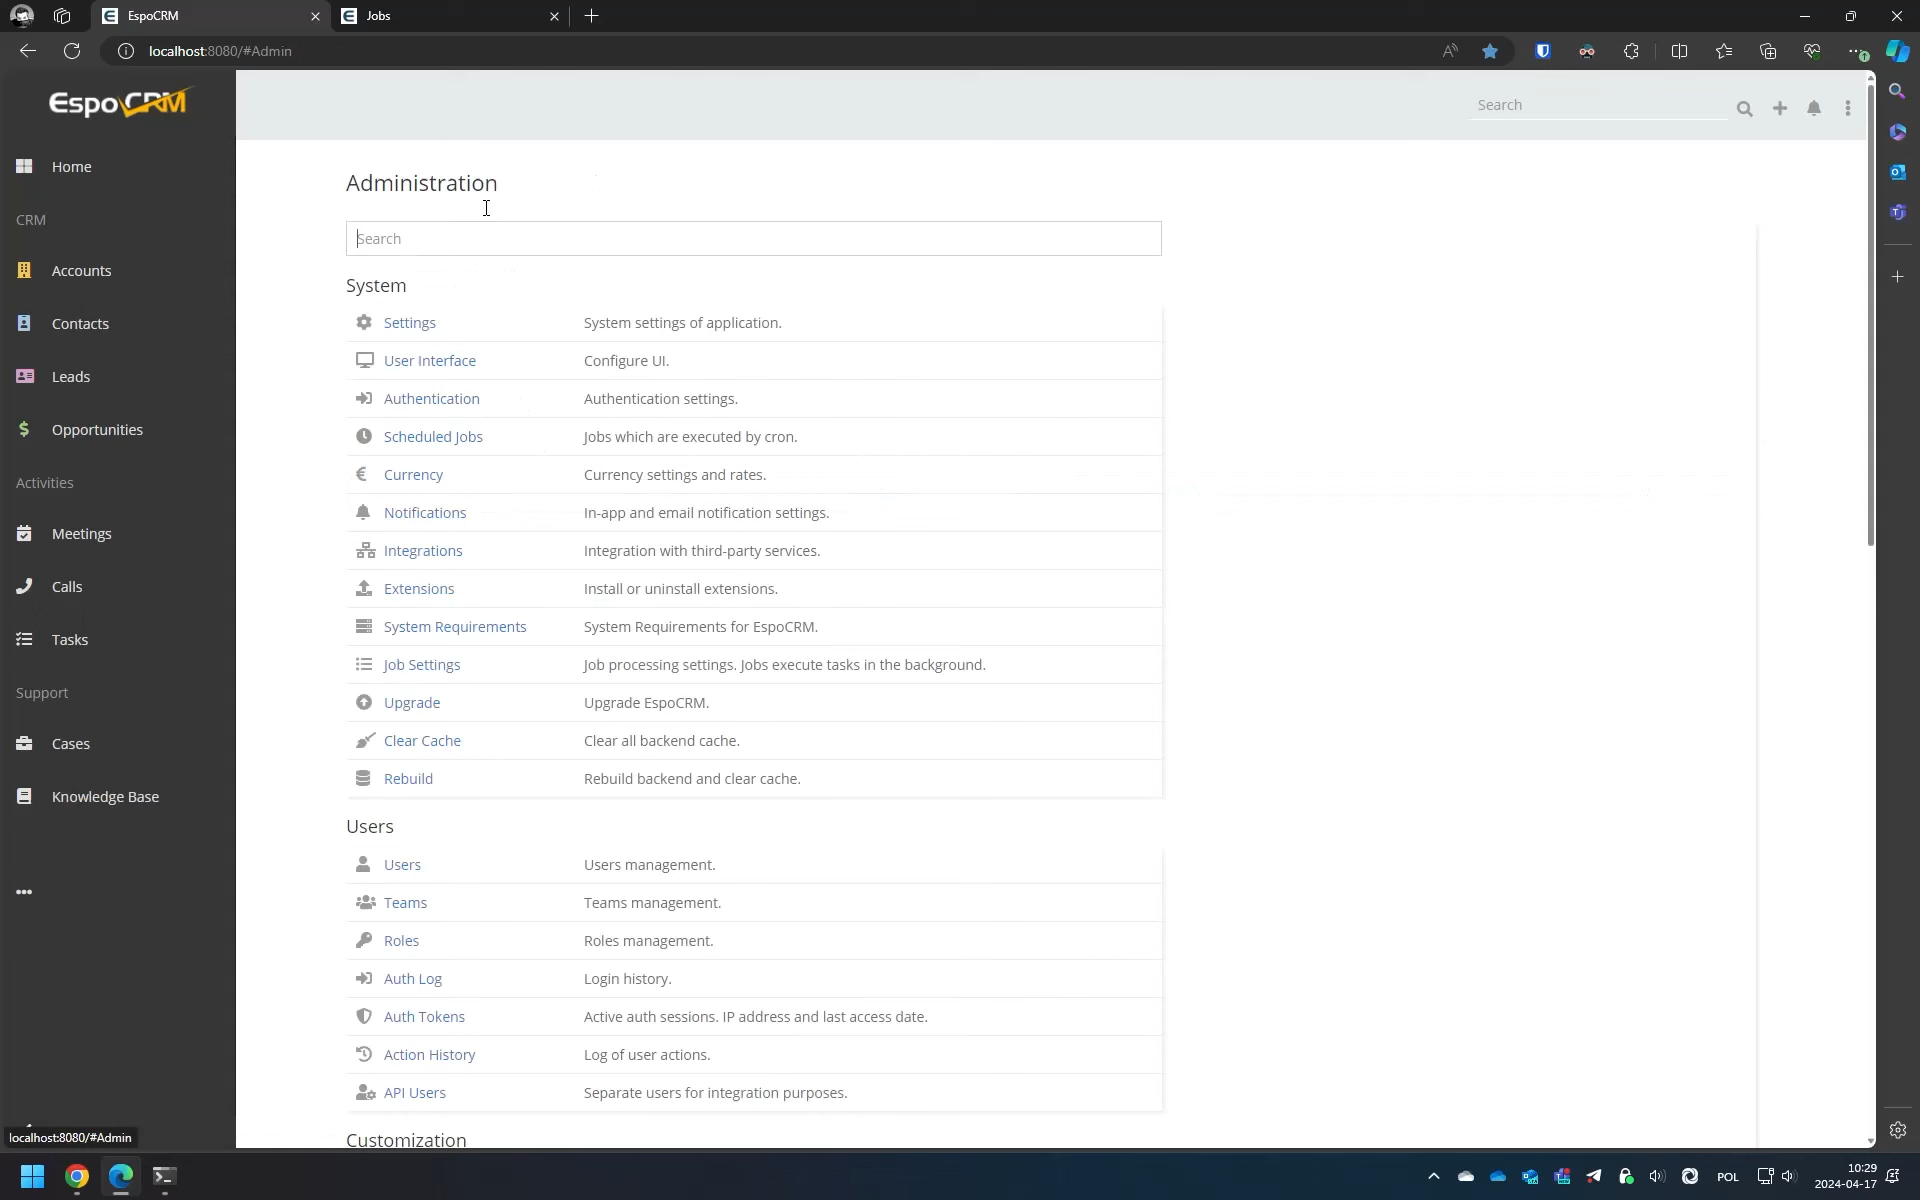 EspoCRM
Jobs
localhost:8080/#Admin
EspoCRM
Search
Home
CRM
Accounts
Contacts
Leads
Opportunities
Activities
Meetings
Calls
Tasks
Support
Cases
Knowledge Base
Administration
Search
System
Settings System settings of application.
User Interface Configure UI.
Authentication Authentication settings.
Scheduled Jobs Jobs which are executed by cron.
Currency Currency settings and rates.
Notifications In-app and email notification settings.
Integrations Integration with third-party services.
Extensions Install or uninstall extensions.
System Requirements System Requirements for EspoCRM.
Job Settings Job processing settings. Jobs execute tasks in the background.
Upgrade Upgrade EspoCRM.
Clear Cache Clear all backend cache.
Rebuild Rebuild backend and clear cache.
Users
Users Users management.
Teams Teams management.
Roles Roles management.
Auth Log Login history.
Auth Tokens Active auth sessions. IP address and last access date.
Action History Log of user actions.
API Users Separate users for integration purposes.
Customization
localhost:8080/#Admin
POL
10:29
2024-04-17